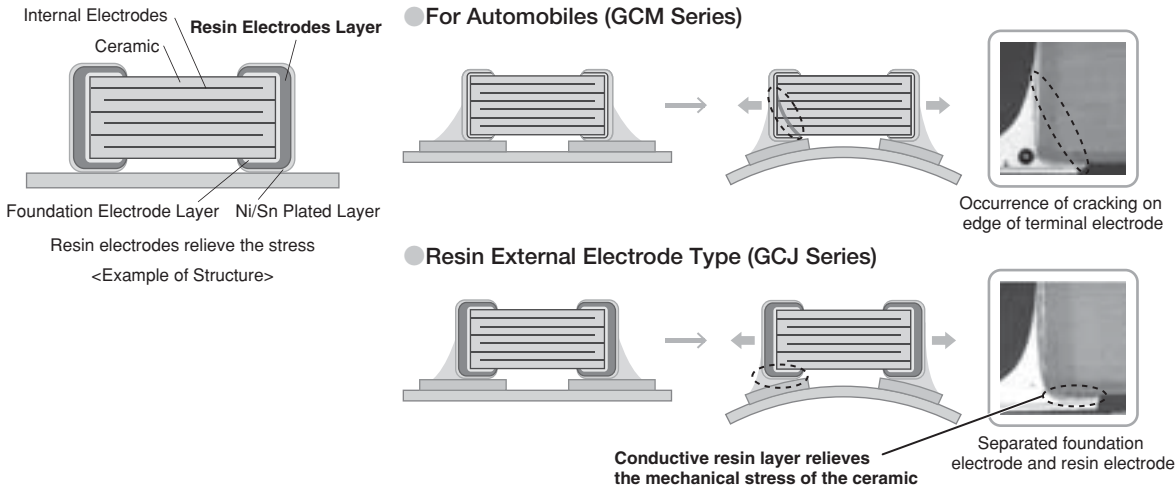 Internal Electrodes
Resin Electrodes Layer
Ceramic
Foundation Electrode Layer
Ni/Sn Plated Layer
Resin electrodes relieve the stress
<Example of Structure>
For Automobiles (GCM Series)
Occurrence of cracking on
edge of terminal electrode
Resin External Electrode Type (GCJ Series)
Conductive resin layer relieves
the mechanical stress of the ceramic
Separated foundation
electrode and resin electrode